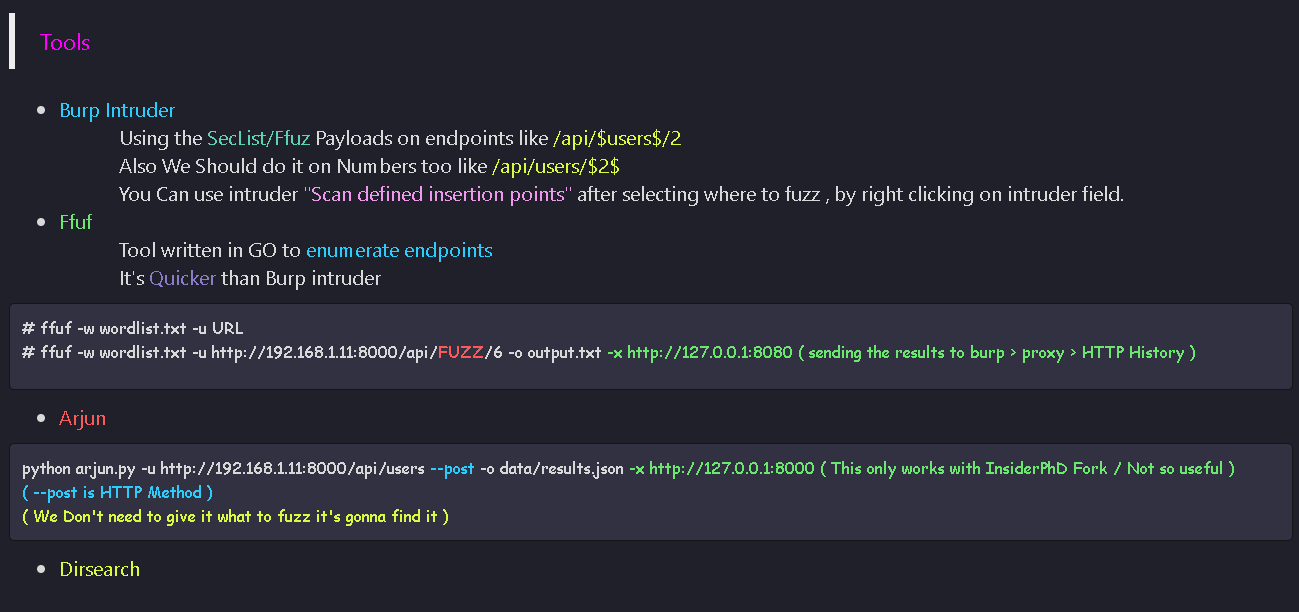 Tools
Burp Intruder
Using the SecList/Ffuz Payloads on endpoints like /api/$users$/2
Also We Should do it on Numbers too like /api/users/$2$
You Can use intruder "Scan defined insertion points" after selecting where to fuzz , by right clicking on intruder field.
Ffuf
Tool written in GO to enumerate endpoints
It's Quicker than Burp intruder
# ffuf -w wordlist.txt -u URL
# ffuf -w wordlist.txt -u http://192.168.1.11:8000/api/FUZZ/6 -o output.txt -x http://127.0.0.1:8080 ( sending the results to burp > proxy > HTTP History )
Arjun
python arjun.py -u http://192.168.1.11:8000/api/users --post -o data/results.json -x http://127.0.0.1:8000 ( This only works with InsiderPhD Fork / Not so useful )
( --post is HTTP Method )
( We Don't need to give it what to fuzz it's gonna find it )
Dirsearch